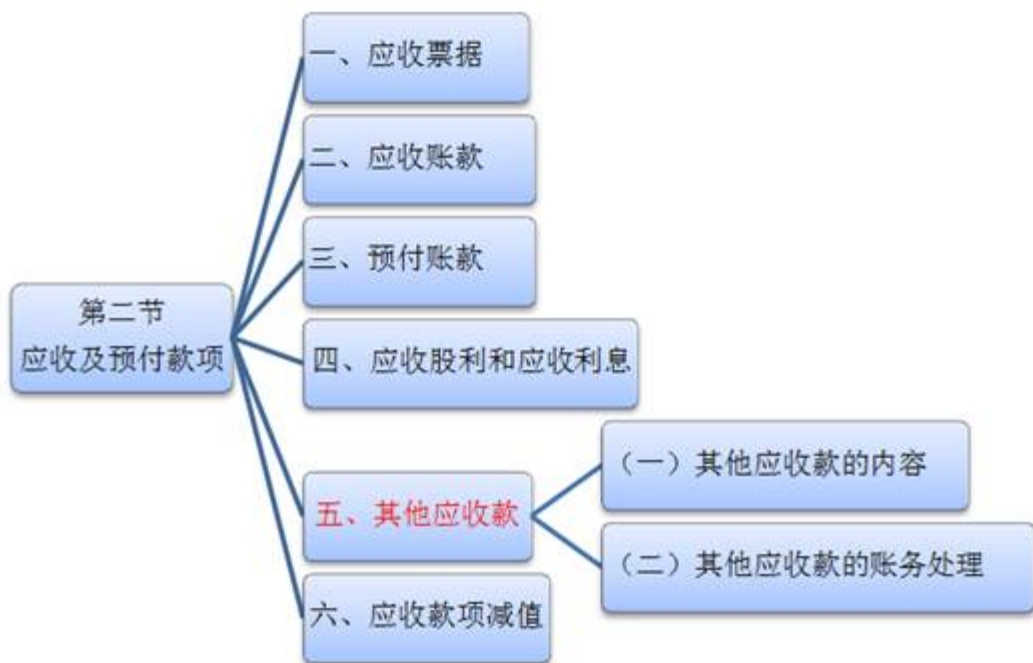 一、应收票据
二、应收账款
三、预付账款
第二节
应收及预付款项
四、应收股利和应收利息
五、其他应收款
（一）其他应收款的内容
（二）其他应收款的账务处理
六、应收款项减值